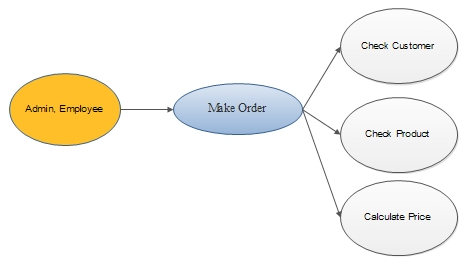 Check Customer
Admin, Employee
Make Order
Check Product
Calculate Price